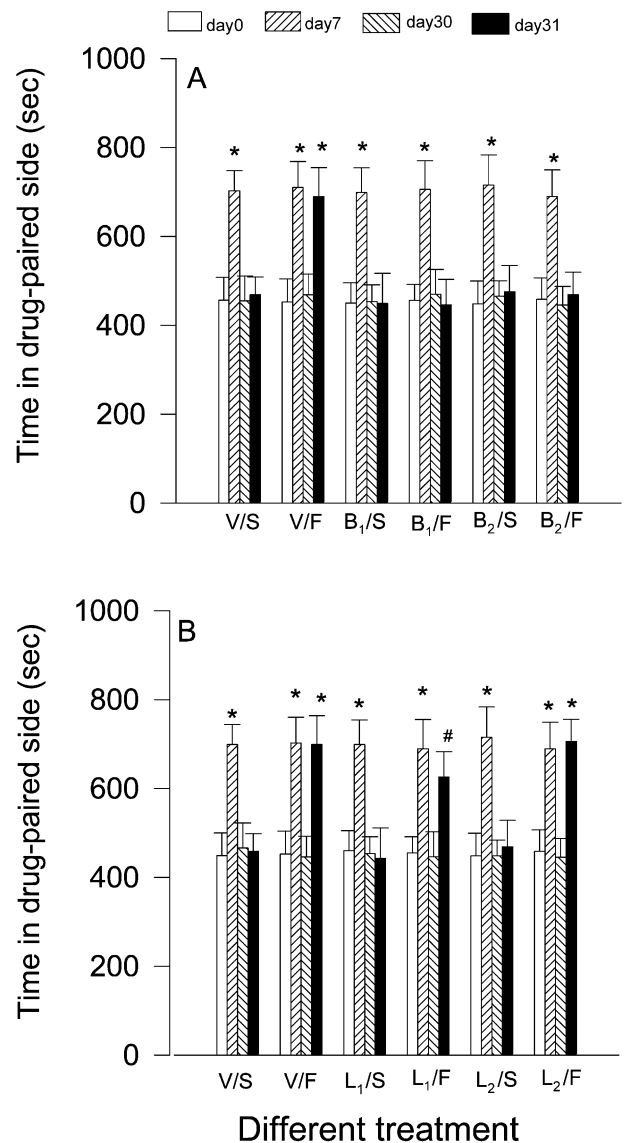 day0 day7 day30 day31
A
Time in drug-paired side (sec)
1000
800
600
400
200
0
* * * * * * *
V/S V/F B₁/S B₁/F B₂/S B₂/F
B
Time in drug-paired side (sec)
1000
800
600
400
200
0
* * * * * # * * *
V/S V/F L₁/S L₁/F L₂/S L₂/F
Different treatment